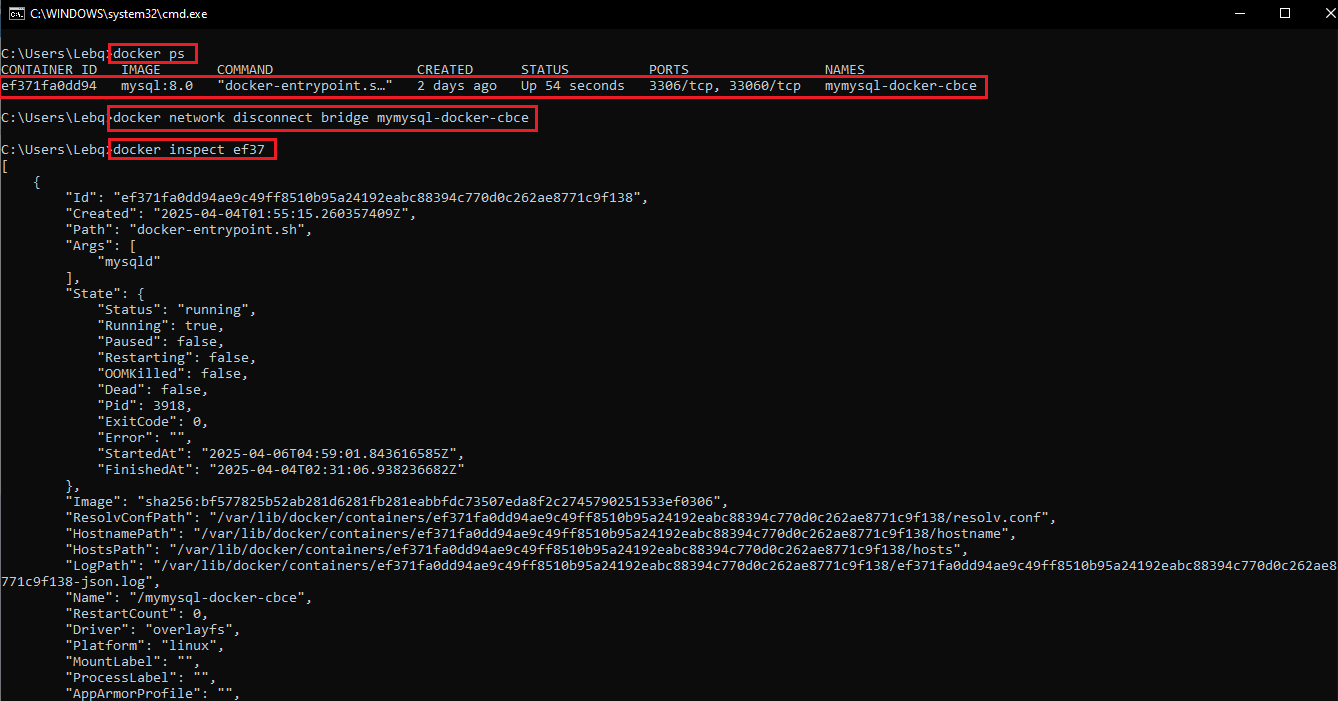 C:\WINDOWS\system32\cmd.exe
C:\Users\Lebq>docker ps
CONTAINER ID   IMAGE       COMMAND                  CREATED      STATUS          PORTS                 NAMES
ef371fa0dd94   mysql:8.0   "docker-entrypoint.s…"   2 days ago   Up 54 seconds   3306/tcp, 33060/tcp   mymysql-docker-cbce
C:\Users\Lebq>docker network disconnect bridge mymysql-docker-cbce
C:\Users\Lebq>docker inspect ef37
[
    {
        "Id": "ef371fa0dd94ae9c49ff8510b95a24192eabc88394c770d0c262ae8771c9f138",
        "Created": "2025-04-04T01:55:15.260357409Z",
        "Path": "docker-entrypoint.sh",
        "Args": [
            "mysqld"
        ],
        "State": {
            "Status": "running",
            "Running": true,
            "Paused": false,
            "Restarting": false,
            "OOMKilled": false,
            "Dead": false,
            "Pid": 3918,
            "ExitCode": 0,
            "Error": "",
            "StartedAt": "2025-04-06T04:59:01.843616585Z",
            "FinishedAt": "2025-04-04T02:31:06.938236682Z"
        },
        "Image": "sha256:bf577825b52ab281d6281fb281eabbfdc73507eda8f2c2745790251533ef0306",
        "ResolvConfPath": "/var/lib/docker/containers/ef371fa0dd94ae9c49ff8510b95a24192eabc88394c770d0c262ae8771c9f138/resolv.conf",
        "HostnamePath": "/var/lib/docker/containers/ef371fa0dd94ae9c49ff8510b95a24192eabc88394c770d0c262ae8771c9f138/hostname",
        "HostsPath": "/var/lib/docker/containers/ef371fa0dd94ae9c49ff8510b95a24192eabc88394c770d0c262ae8771c9f138/hosts",
        "LogPath": "/var/lib/docker/containers/ef371fa0dd94ae9c49ff8510b95a24192eabc88394c770d0c262ae8771c9f138/ef371fa0dd94ae9c49ff8510b95a24192eabc88394c770d0c262ae8
771c9f138-json.log",
        "Name": "/mymysql-docker-cbce",
        "RestartCount": 0,
        "Driver": "overlayfs",
        "Platform": "linux",
        "MountLabel": "",
        "ProcessLabel": "",
        "AppArmorProfile": "",